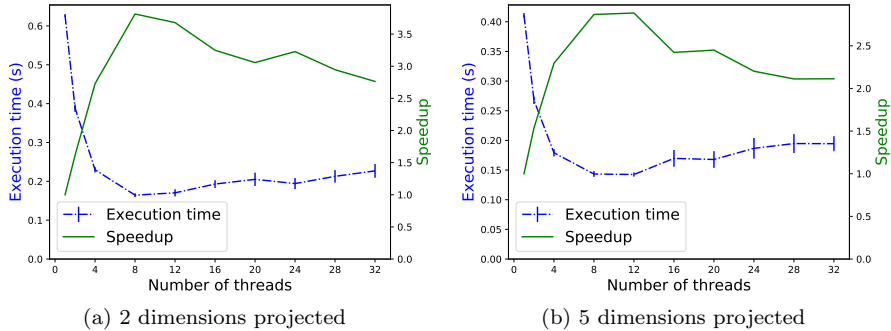 0.6
0.5
0.4
0.3
0.2
0.1
0.0
Execution time (s)
3.5
3.0
2.5
2.0
1.5
1.0
0.5
0.0
Speedup
Execution time
Speedup
0 4 8 12 16 20 24 28 32
Number of threads
(a) 2 dimensions projected
0.40
0.35
0.30
0.25
0.20
0.15
0.10
0.05
0.00
Execution time (s)
2.5
2.0
1.5
1.0
0.5
0.0
Speedup
Execution time
Speedup
0 4 8 12 16 20 24 28 32
Number of threads
(b) 5 dimensions projected